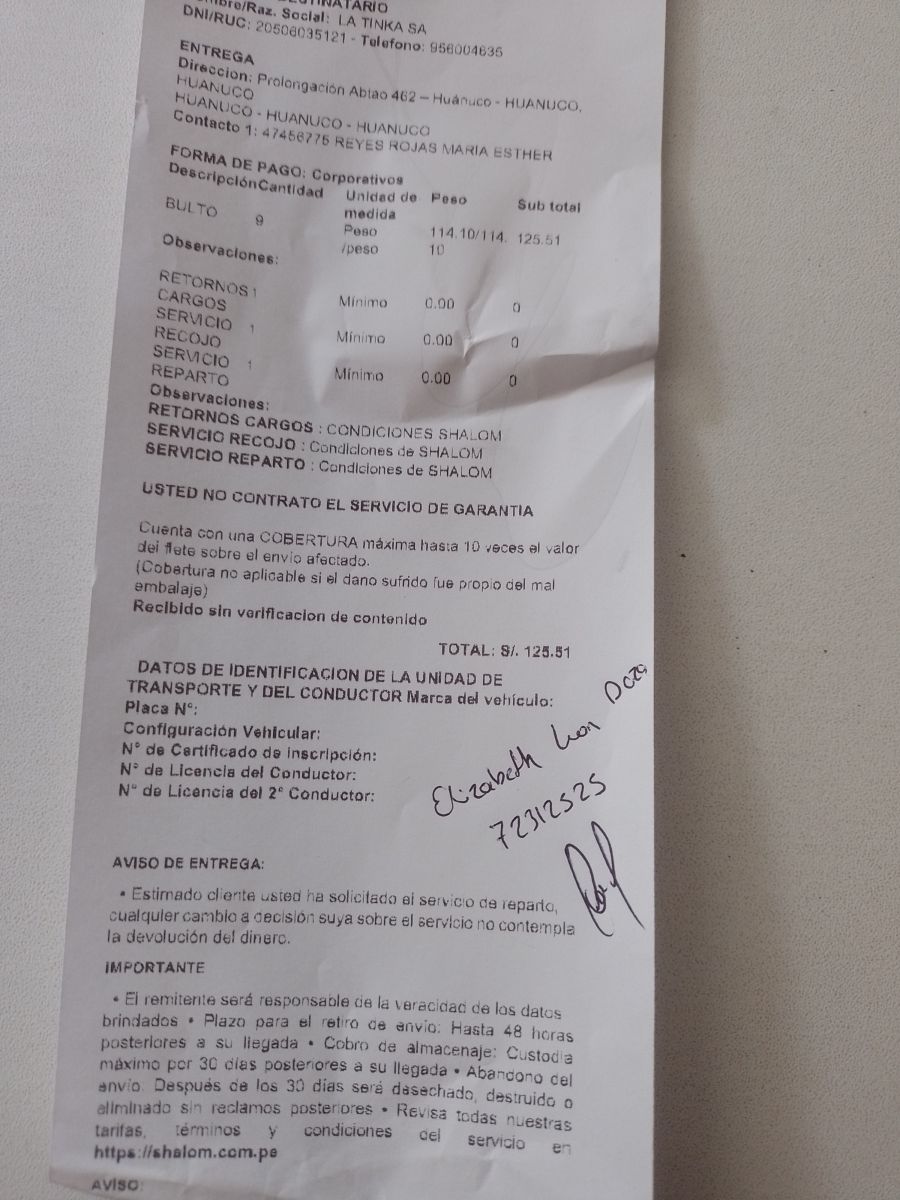 DESTINATARIO
Nombre/Raz. Social: LA TINKA SA
DNI/RUC: 20506035121 - Telefono: 956004635
ENTREGA
Direccion: Prolongación Abtao 462 – Huánuco - HUANUCO,
HUANUCO
HUANUCO - HUANUCO - HUANUCO
Contacto 1: 47456775 REYES ROJAS MARIA ESTHER
FORMA DE PAGO: Corporativos
DescripciónCantidad Unidad de medida Peso Sub total
BULTO 9 Peso /peso 114.10/114.10 125.51
Observaciones:
RETORNOS 1 CARGOS Mínimo 0.00 0
SERVICIO 1 RECOJO Mínimo 0.00 0
SERVICIO 1 REPARTO Mínimo 0.00 0
Observaciones:
RETORNOS CARGOS : CONDICIONES SHALOM
SERVICIO RECOJO : Condiciones de SHALOM
SERVICIO REPARTO : Condiciones de SHALOM
USTED NO CONTRATO EL SERVICIO DE GARANTIA
Cuenta con una COBERTURA máxima hasta 10 veces el valor
del flete sobre el envio afectado.
(Cobertura no aplicable si el dano sufrido fue propio del mal
embalaje)
Recibido sin verificacion de contenido
TOTAL: S/. 125.51
DATOS DE IDENTIFICACION DE LA UNIDAD DE
TRANSPORTE Y DEL CONDUCTOR Marca del vehículo:
Placa N°:
Configuración Vehicular:
N° de Certificado de inscripción:
N° de Licencia del Conductor:
N° de Licencia del 2° Conductor:
Elizabeth
72312525
AVISO DE ENTREGA:
• Estimado cliente usted ha solicitado el servicio de reparto,
cualquier cambio a decisión suya sobre el servicio no contempla
la devolución del dinero.
IMPORTANTE
• El remitente será responsable de la veracidad de los datos
brindados • Plazo para el retiro de envio: Hasta 48 horas
posteriores a su llegada • Cobro de almacenaje: Custodia
máximo por 30 días posteriores a su llegada • Abandono del
envio: Después de los 30 días será desechado, destruido o
eliminado sin reclamos posteriores • Revisa todas nuestras
tarifas, términos y condiciones del servicio en
https://shalom.com.pe
AVISO: